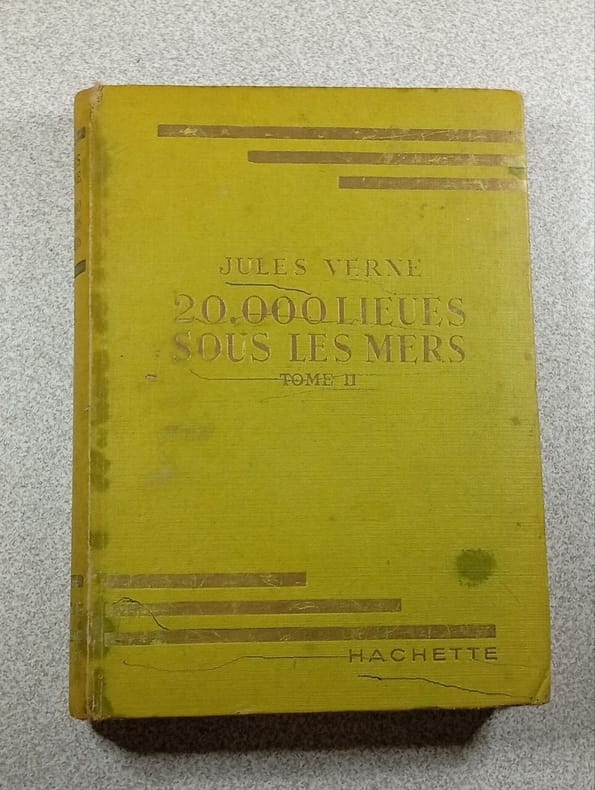 JULES VERNE
20.000 LIEUES
SOUS LES MERS
TOME II
HACHETTE